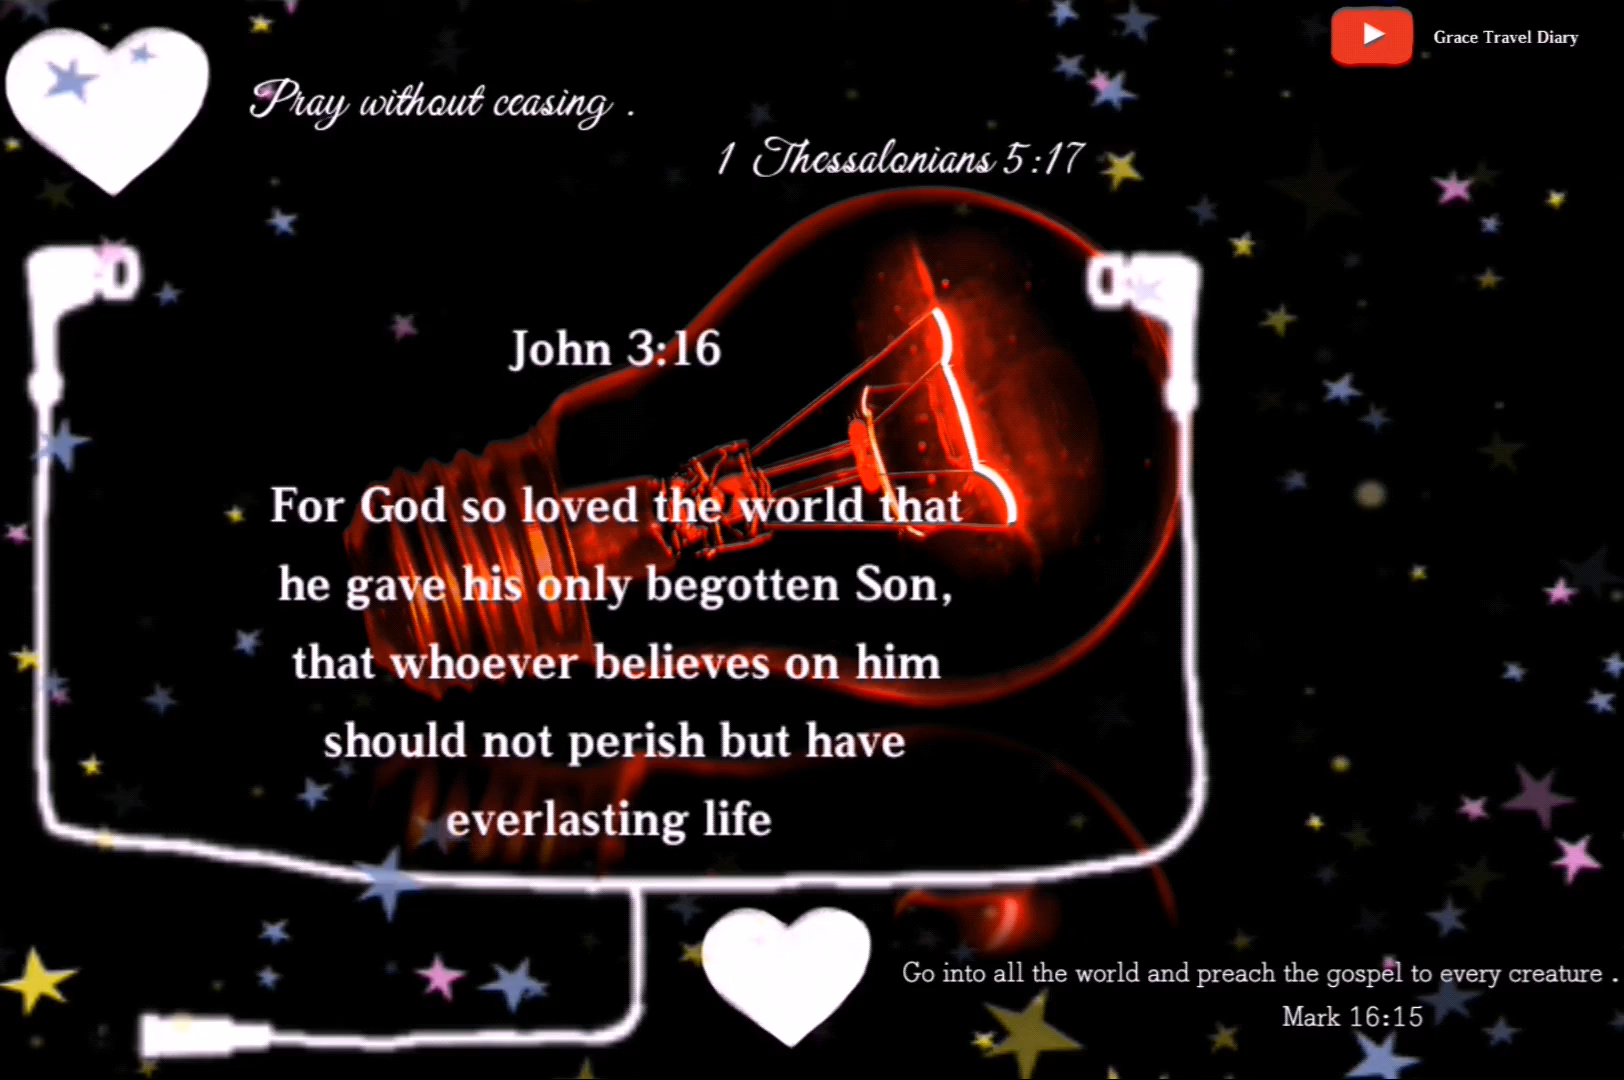 Grace Travel Diary
Pray without ceasing .
1 Thessalonians 5:17
John 3:16
For God so loved the world that
he gave his only begotten Son,
that whoever believes on him
should not perish but have
everlasting life
Go into all the world and preach the gospel to every creature .
Mark 16:15